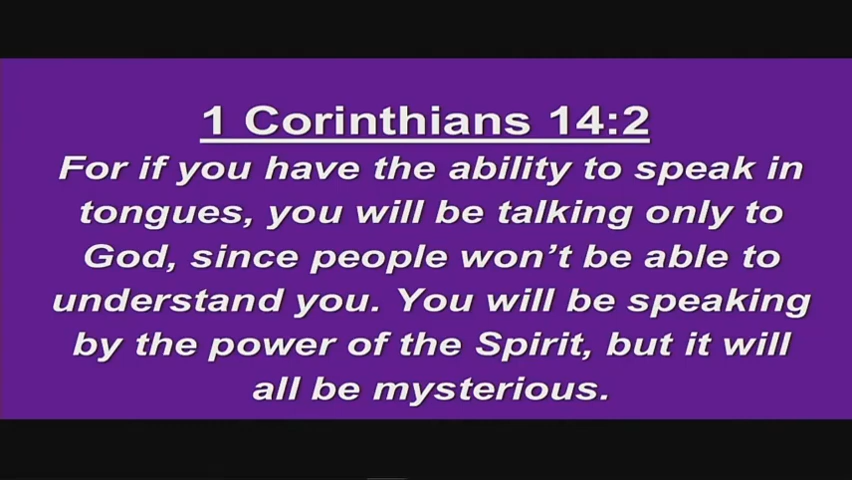 1 Corinthians 14:2
For if you have the ability to speak in
tongues, you will be talking only to
God, since people won’t be able to
understand you. You will be speaking
by the power of the Spirit, but it will
all be mysterious.